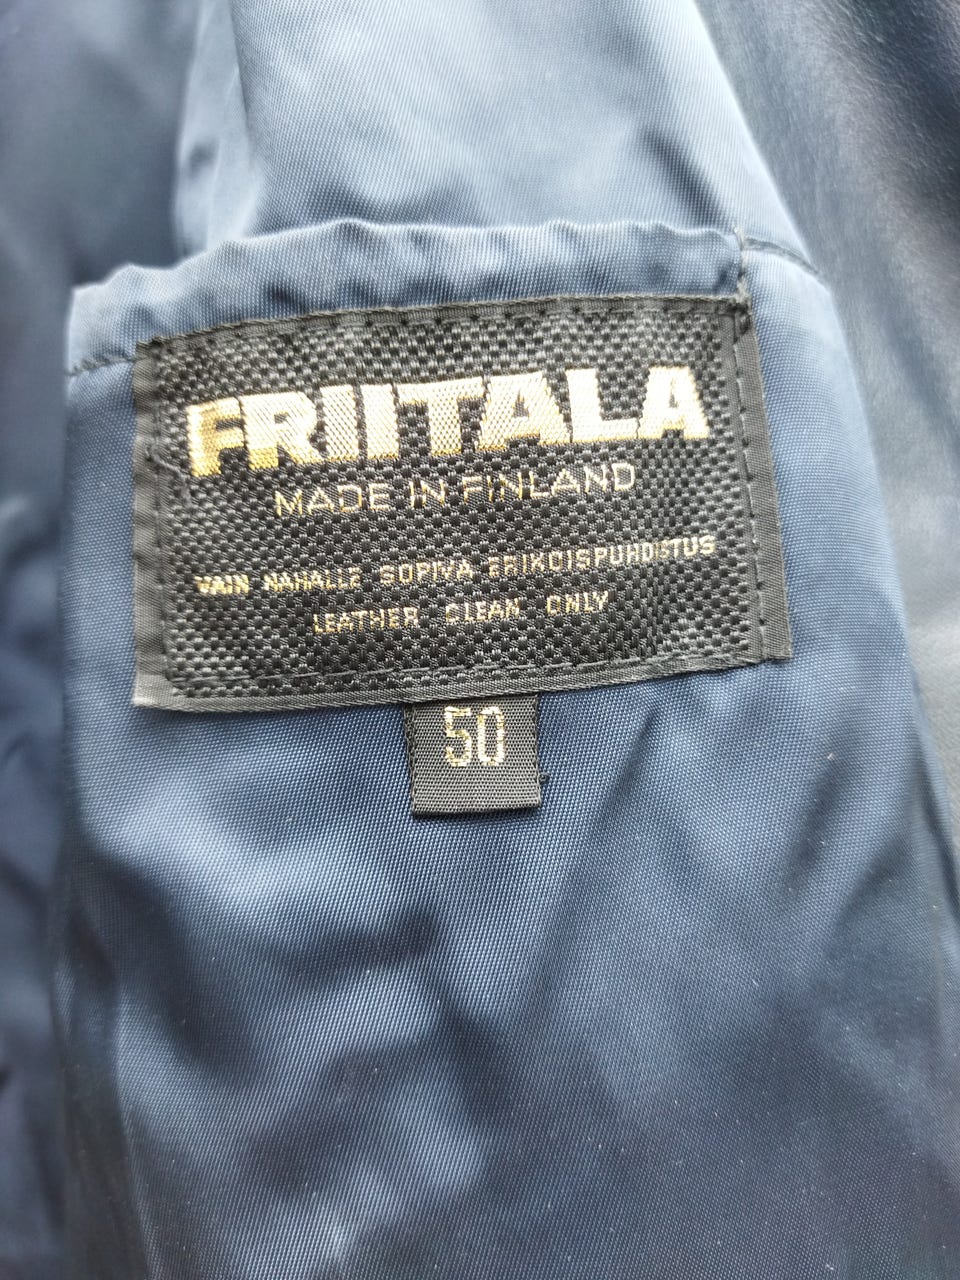 FRIITALA
MADE IN FINLAND
VAIN NAHALLE SOPIVA ERIKOISPUHDISTUS
LEATHER CLEAN ONLY
50